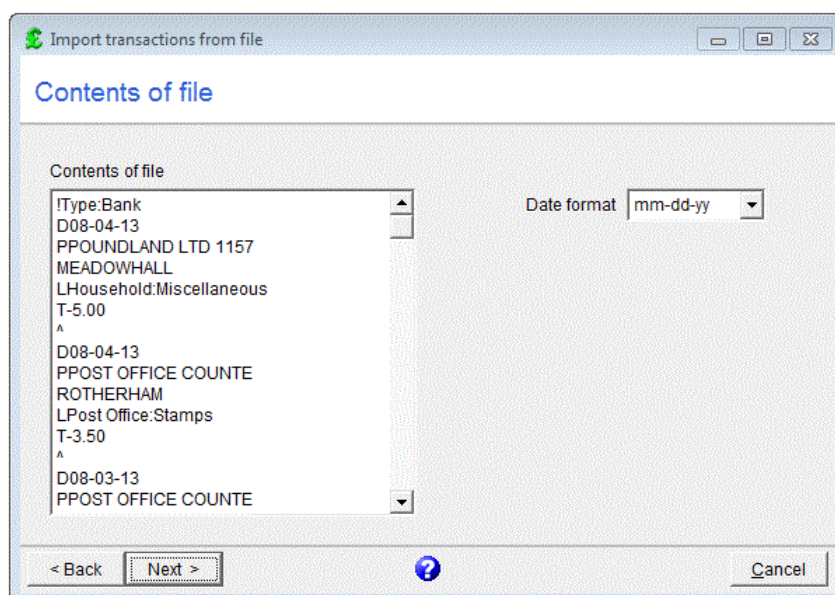 Import transactions from file
Contents of file
Contents of file
!Type:Bank
D08-04-13
PPOUNDLAND LTD 1157
MEADOWHALL
LHousehold:Miscellaneous
T-5.00
^
D08-04-13
PPOST OFFICE COUNTE
ROTHERHAM
LPost Office:Stamps
T-3.50
^
D08-03-13
PPOST OFFICE COUNTE
Date format mm-dd-yy
< Back Next > ? Cancel